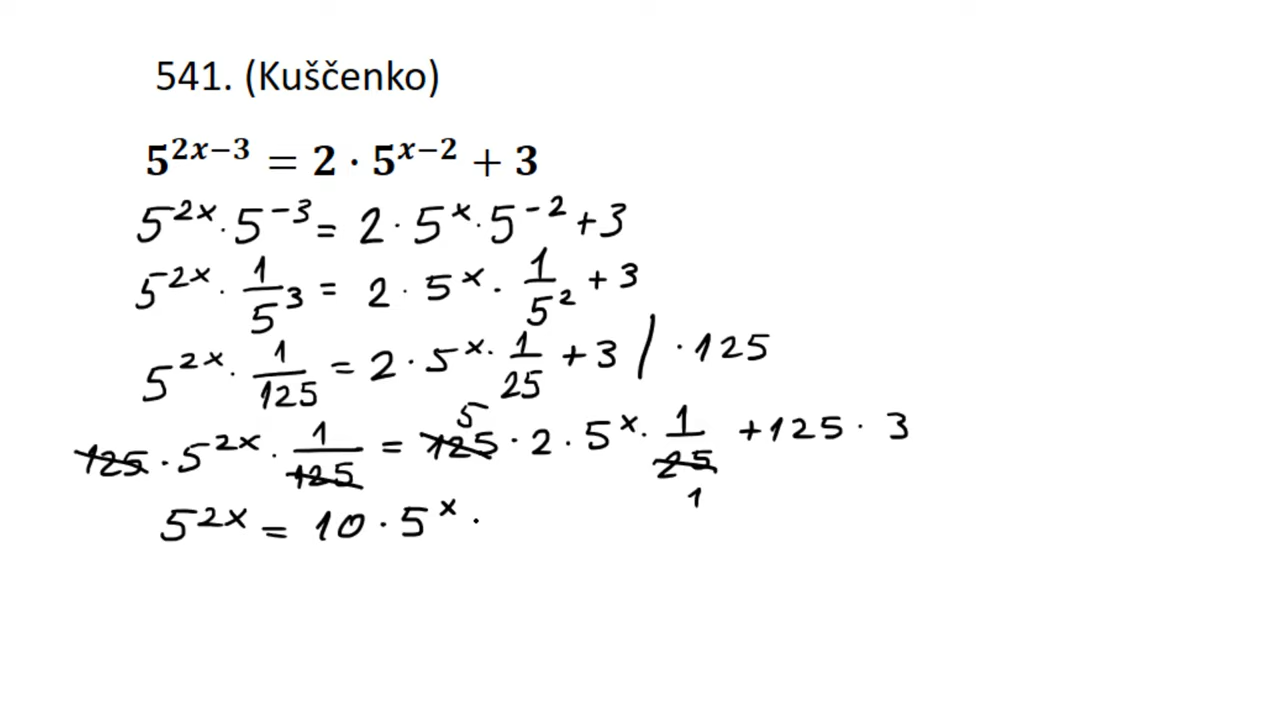 541. (Kuščenko)
5^{2x−3} = 2 · 5^{x−2} + 3
5^{2x} · 5^{−3} = 2 · 5^x · 5^{−2} + 3
5^{2x} · 1/5^3 = 2 · 5^x · 1/5^2 + 3
5^{2x} · 1/125 = 2 · 5^x · 1/25 + 3 / · 125
125 · 5^{2x} · 1/125 = 125 5 · 2 · 5^x · 1/25 1 + 125 · 3
5^{2x} = 10 · 5^x ·